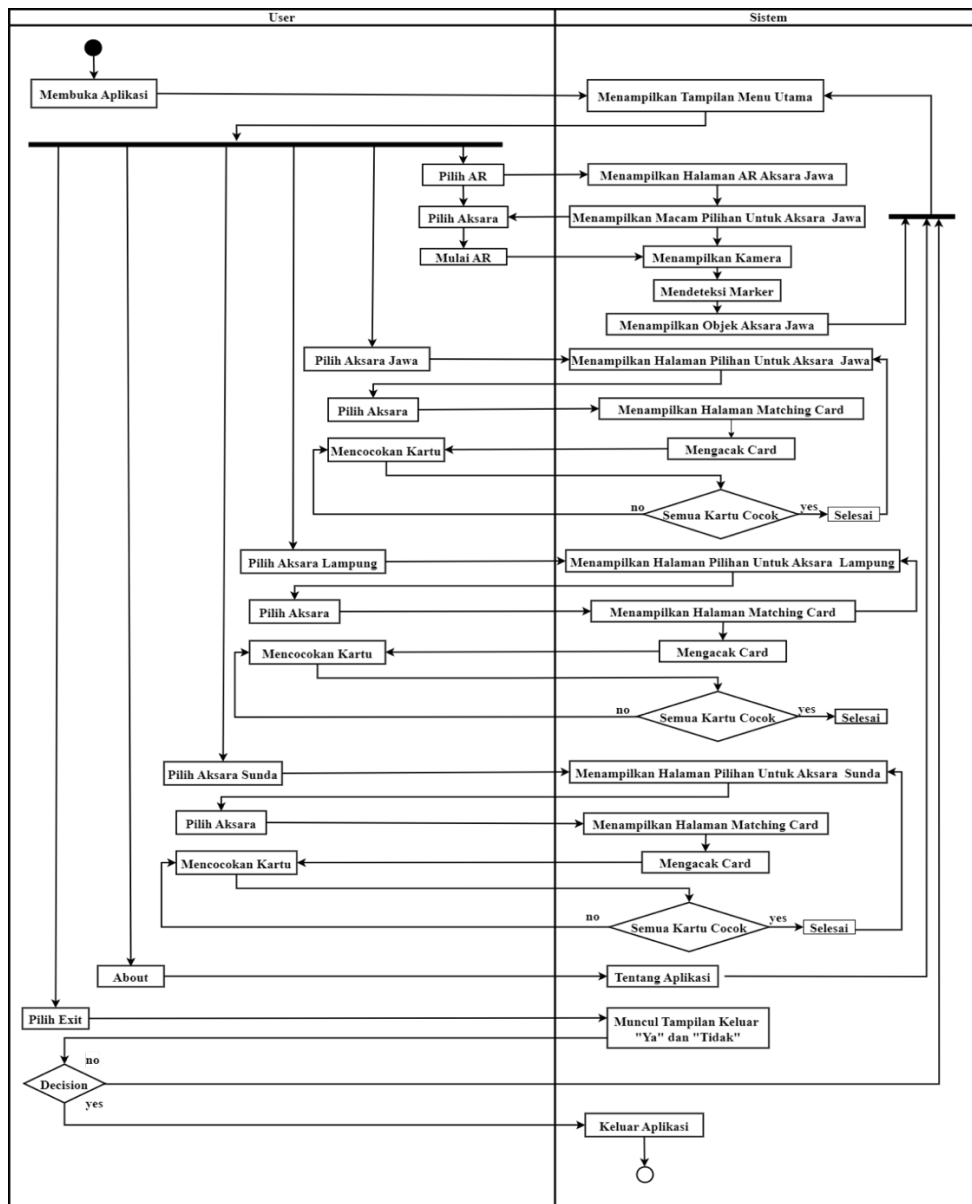 User
Sistem
Membuka Aplikasi
Menampilkan Tampilan Menu Utama
Pilih AR
Menampilkan Halaman AR Aksara Jawa
Pilih Aksara
Menampilkan Macam Pilihan Untuk Aksara Jawa
Mulai AR
Menampilkan Kamera
Mendeteksi Marker
Menampilkan Objek Aksara Jawa
Pilih Aksara Jawa
Menampilkan Halaman Pilihan Untuk Aksara Jawa
Pilih Aksara
Menampilkan Halaman Matching Card
Mencocokan Kartu
Mengacak Card
no
Semua Kartu Cocok
yes
Selesai
Pilih Aksara Lampung
Menampilkan Halaman Pilihan Untuk Aksara Lampung
Pilih Aksara
Menampilkan Halaman Matching Card
Mencocokan Kartu
Mengacak Card
no
Semua Kartu Cocok
yes
Selesai
Pilih Aksara Sunda
Menampilkan Halaman Pilihan Untuk Aksara Sunda
Pilih Aksara
Menampilkan Halaman Matching Card
Mencocokan Kartu
Mengacak Card
no
Semua Kartu Cocok
yes
Selesai
About
Tentang Aplikasi
Pilih Exit
Muncul Tampilan Keluar
"Ya" dan "Tidak"
no
Decision
yes
Keluar Aplikasi